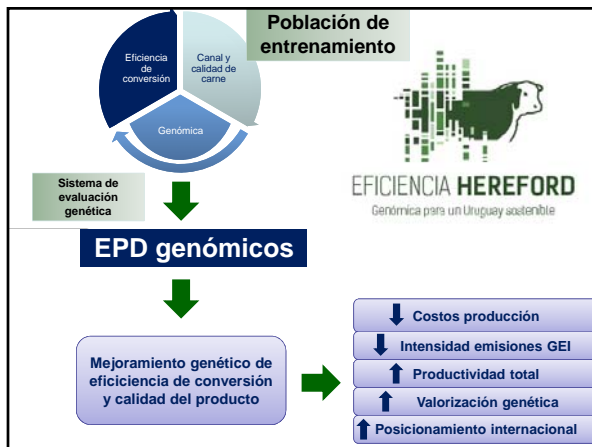 Población de
entrenamiento
Eficiencia
de
conversión
Canal y
calidad de
carne
Genómica
EFICIENCIA HEREFORD
Genómica para un Uruguay sostenible
Sistema de
evaluación
genética
EPD genómicos
Mejoramiento genético de
eficiciencia de conversión
y calidad del producto
Costos producción
Intensidad emisiones GEI
Productividad total
Valorización genética
Posicionamiento internacional